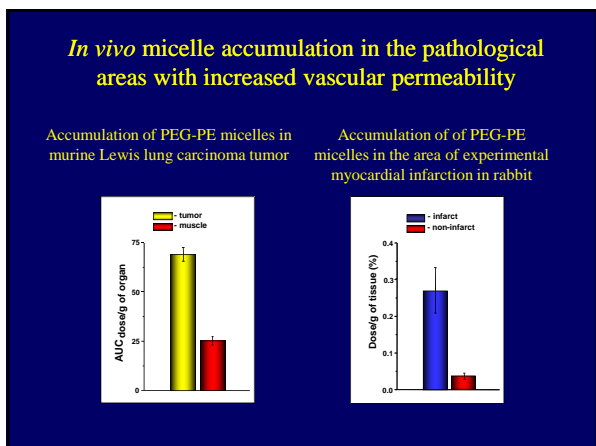 In vivo micelle accumulation in the pathological
areas with increased vascular permeability
Accumulation of PEG-PE micelles in
murine Lewis lung carcinoma tumor
- tumor
- muscle
75
50
25
0
AUC dose/g of organ
Accumulation of of PEG-PE
micelles in the area of experimental
myocardial infarction in rabbit
- infarct
- non-infarct
0.4
0.3
0.2
0.1
0.0
Dose/g of tissue (%)